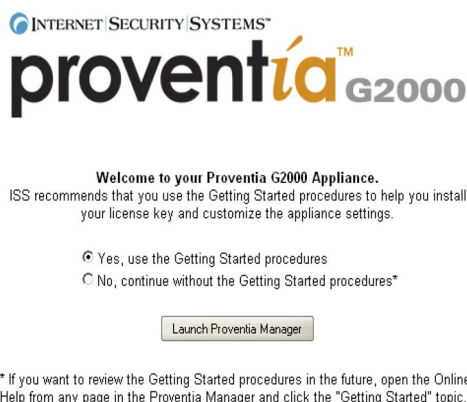 INTERNET|SECURITY|SYSTEMS™
proventía™ G2000
Welcome to your Proventia G2000 Appliance.
ISS recommends that you use the Getting Started procedures to help you install
your license key and customize the appliance settings.
Yes, use the Getting Started procedures
No, continue without the Getting Started procedures*
Launch Proventia Manager
* If you want to review the Getting Started procedures in the future, open the Online
Help from any page in the Proventia Manager and click the "Getting Started" topic.